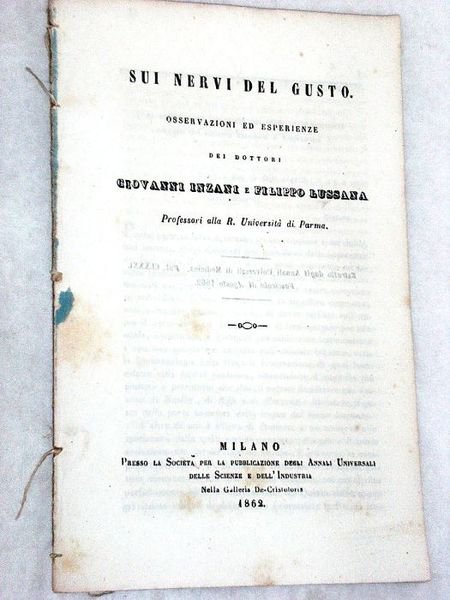 SUI NERVI DEL GUSTO.
OSSERVAZIONI ED ESPERIENZE
DEI DOTTORI
GIOVANNI INZANI E FILIPPO LUSSANA
Professori alla R. Università di Parma.
MILANO
PRESSO LA SOCIETÀ PER LA PUBBLICAZIONE DEGLI ANNALI UNIVERSALI
DELLE SCIENZE E DELL'INDUSTRIA
Nella Galleria De-Cristoforis
1862.